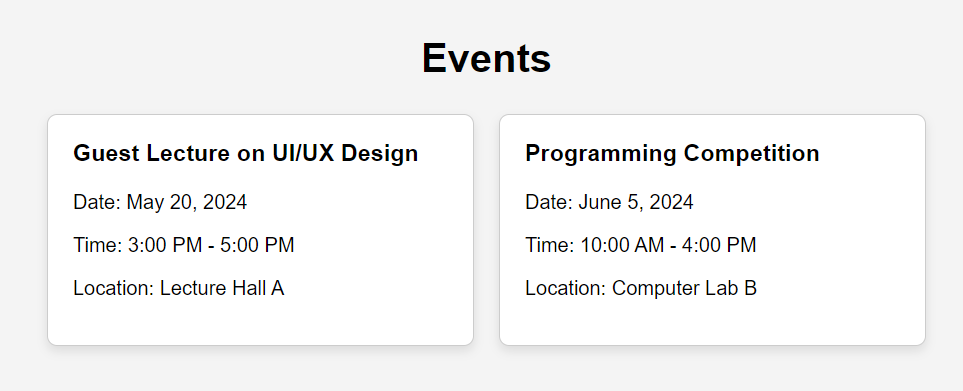 Events
Guest Lecture on UI/UX Design
Date: May 20, 2024
Time: 3:00 PM - 5:00 PM
Location: Lecture Hall A
Programming Competition
Date: June 5, 2024
Time: 10:00 AM - 4:00 PM
Location: Computer Lab B